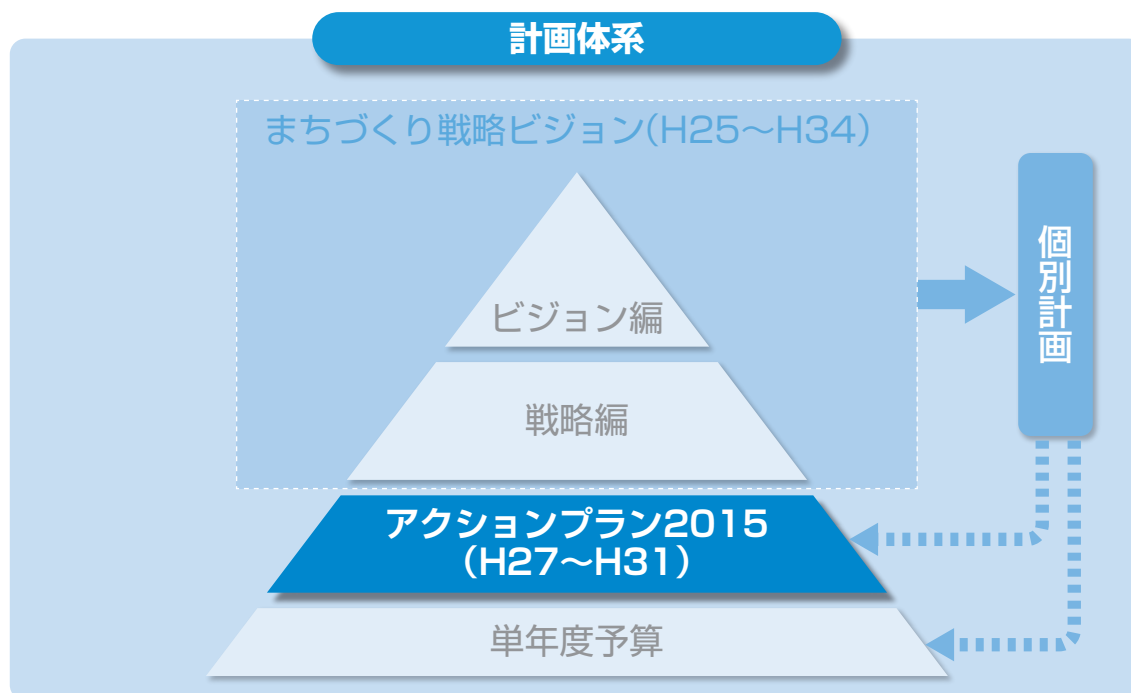 計画体系
まちづくり戦略ビジョン(H25～H34)
ビジョン編
戦略編
アクションプラン2015
(H27～H31)
単年度予算
個別計画